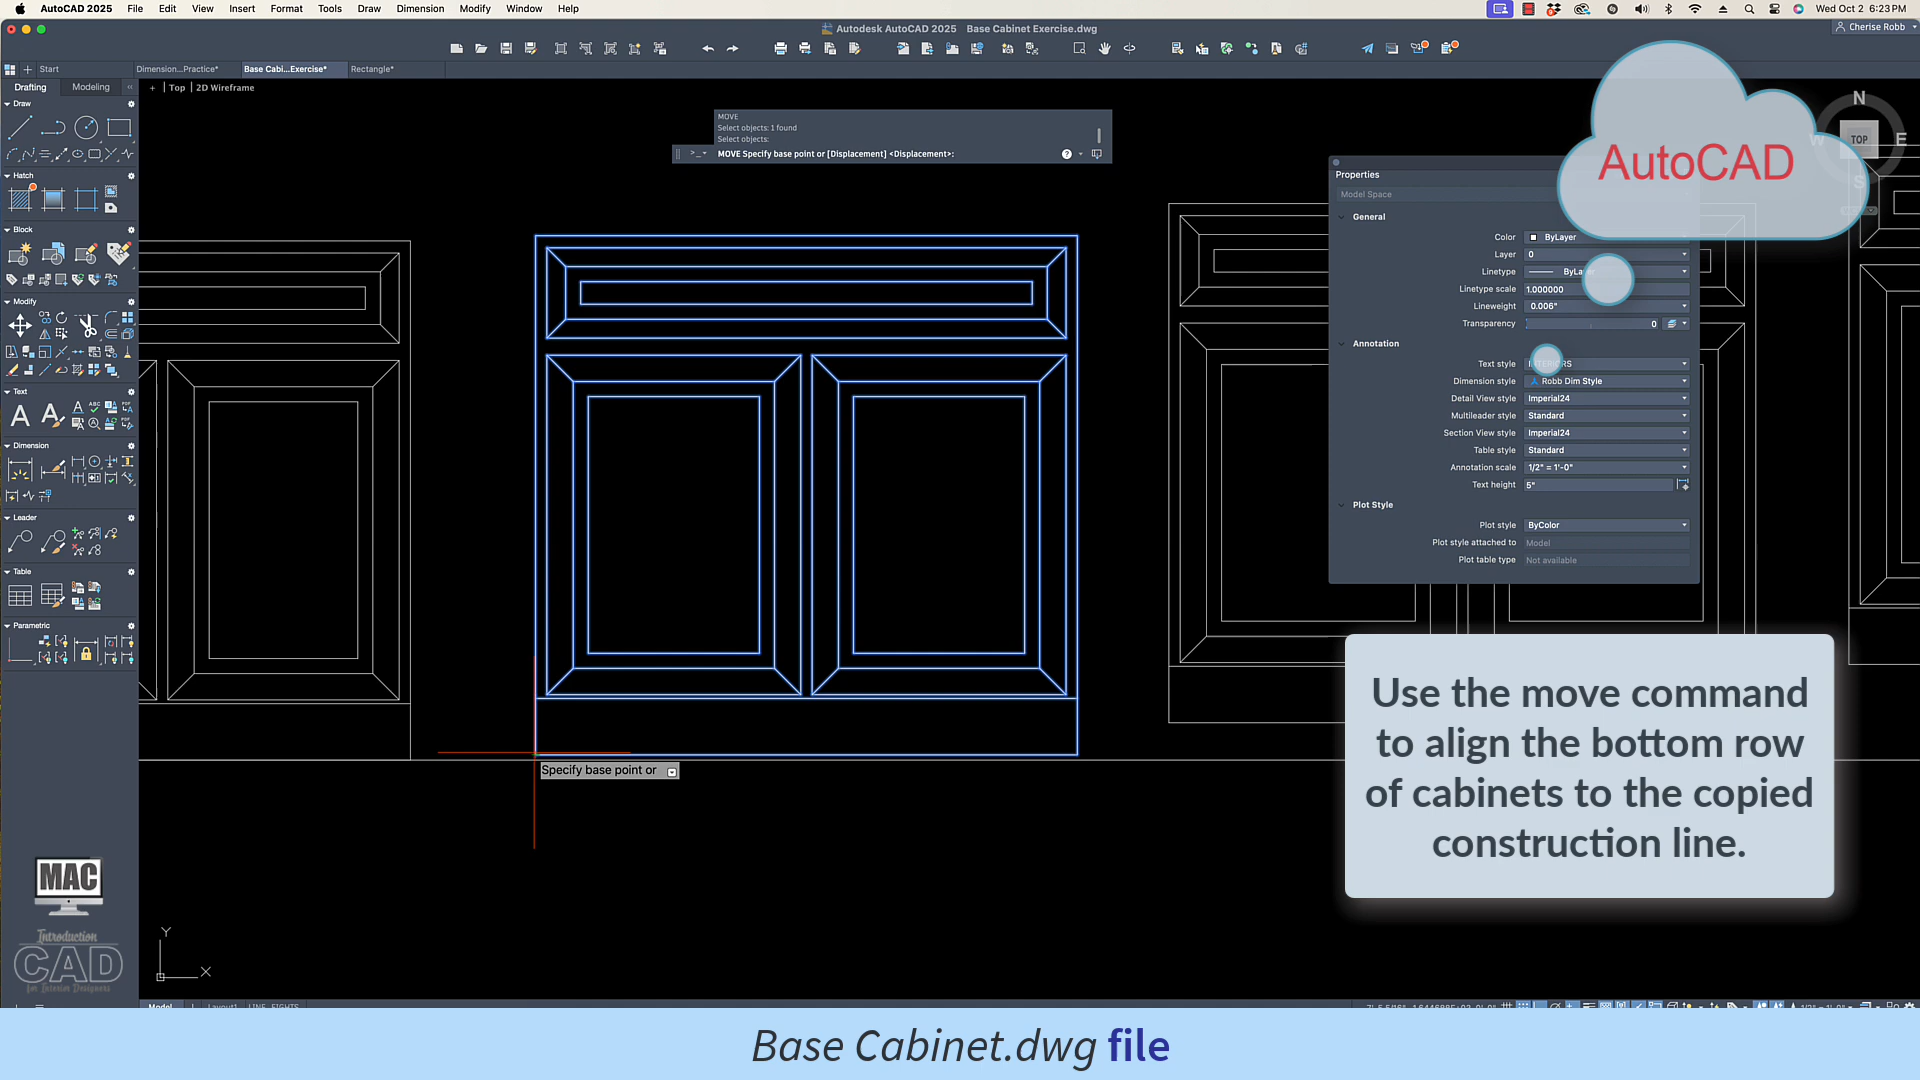 AutoCAD 2025 File Edit View Insert Format Tools Draw Dimension Modify Window Help
Wed Oct 2 6:23 PM
Autodesk AutoCAD 2025 Base Cabinet Exercise.dwg
Cherise Robb
Start
Dimension...Practice*
Base Cabi...Exercise*
Rectangle*
Drafting Modeling
+ Top 2D Wireframe
Draw
Hatch
Block
Modify
Text
Dimension
Leader
Table
Parametric
MOVE
Select objects: 1 found
Select objects:
MOVE Specify base point or [Displacement] <Displacement>:
N
TOP
E
W
S
AutoCAD
Properties
Model Space
General
Color ByLayer
Layer 0
Linetype
Linetype scale 1.000000
Lineweight 0.006"
Transparency 0
Annotation
Text style
Dimension style Robb Dim Style
Detail View style Imperial24
Multileader style Standard
Section View style Imperial24
Table style Standard
Annotation scale 1/2" = 1'-0"
Text height 5"
Plot Style
Plot style ByColor
Plot style attached to Model
Plot table type Not available
Specify base point or
Use the move command
to align the bottom row
of cabinets to the copied
construction line.
MAC
Introduction
CAD
for Interior Designers
Y
X
Model Layout1
Base Cabinet.dwg file